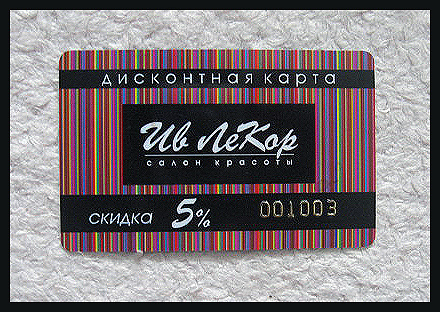 ДИСКОНТНАЯ КАРТА
Ив ЛеКор
салон красоты
СКИДКА 5% 001003